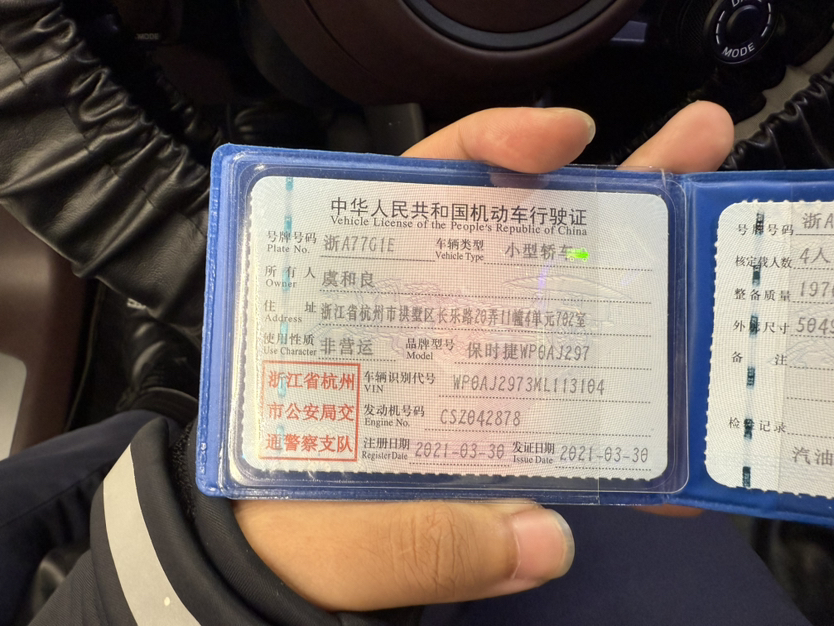 MODE
中华人民共和国机动车行驶证
Vehicle License of the People's Republic of China
号牌号码 浙A77G1E 车辆类型 小型轿车
Plate No. Vehicle Type
所有人 虞和良
Owner
住址 浙江省杭州市拱墅区长乐路20弄11幢4单元702室
Address
使用性质 非营运 品牌型号 保时捷WP0AJ297
Use Character Model
浙江省杭州
市公安局交
通警察支队
车辆识别代号 WP0AJ2973ML113104
VIN
发动机号码 CSZ042878
Engine No.
注册日期 2021-03-30 发证日期 2021-03-30
Register Date Issue Date
号牌号码 浙A
核定载人数 4人
整备质量 197
外廓尺寸 504
备注
检验记录
汽油